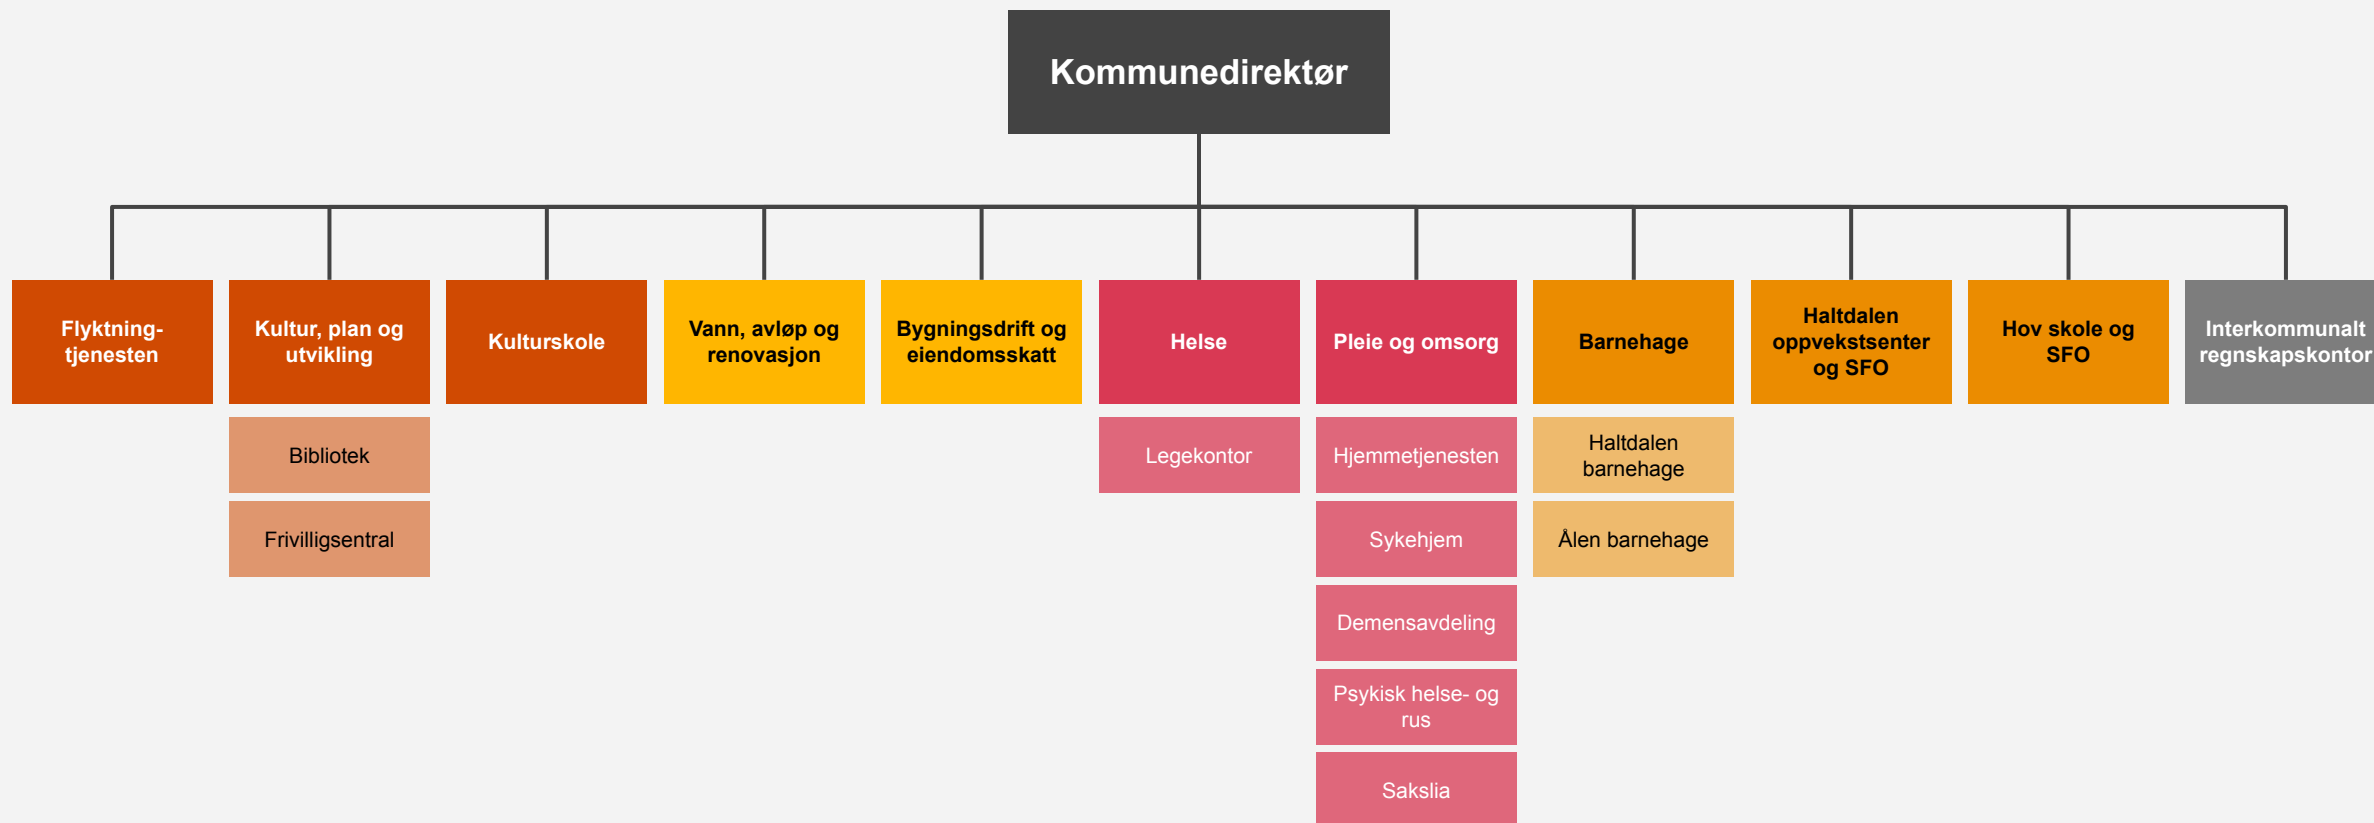 Kommunedirektør
Flyktning-
tjenesten
Kultur, plan og
utvikling
Kulturskole
Vann, avløp og
renovasjon
Bygningsdrift og
eiendomsskatt
Helse
Pleie og omsorg
Barnehage
Haltdalen
oppvekstsenter
og SFO
Hov skole og
SFO
Interkommunalt
regnskapskontor
Bibliotek
Frivilligsentral
Legekontor
Hjemmetjenesten
Sykehjem
Demensavdeling
Psykisk helse- og
rus
Sakslia
Haltdalen
barnehage
Ålen barnehage